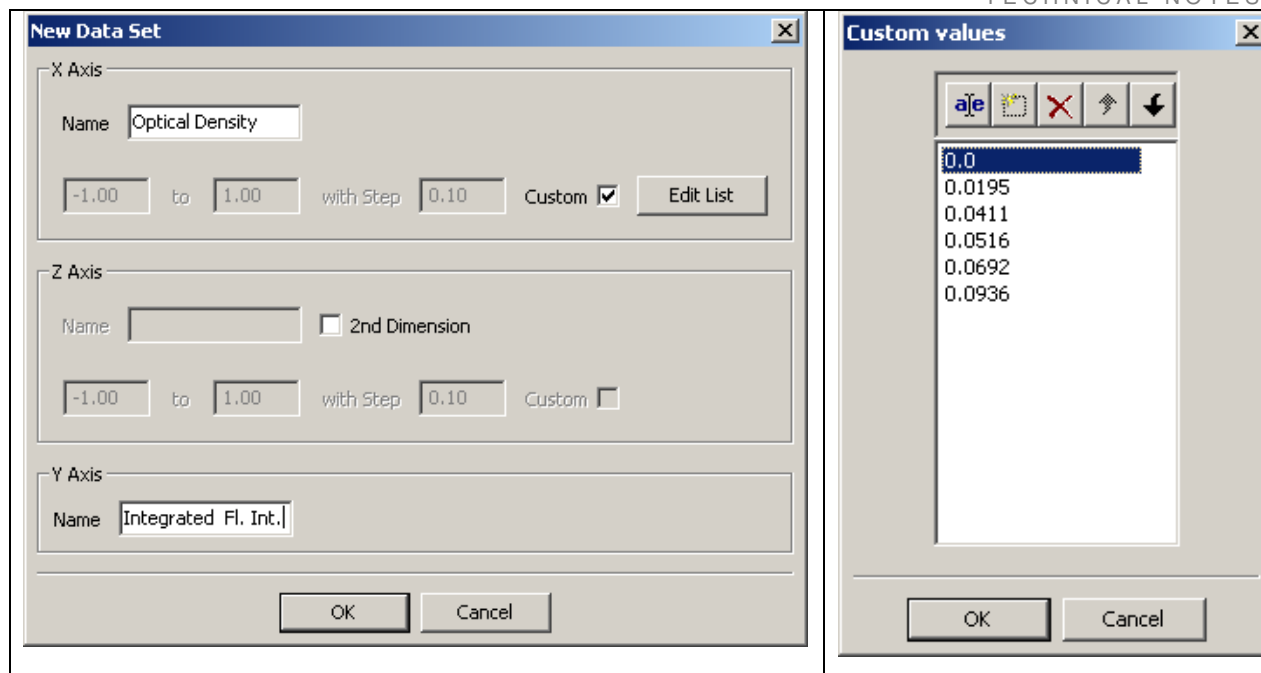 TECHNICAL NOTES
New Data Set
X Axis
Name Optical Density
-1.00 to 1.00 with Step 0.10 Custom Edit List
Z Axis
Name 2nd Dimension
-1.00 to 1.00 with Step 0.10 Custom
Y Axis
Name Integrated Fl. Int.
OK Cancel
Custom values
a e
0.0
0.0195
0.0411
0.0516
0.0692
0.0936
OK Cancel